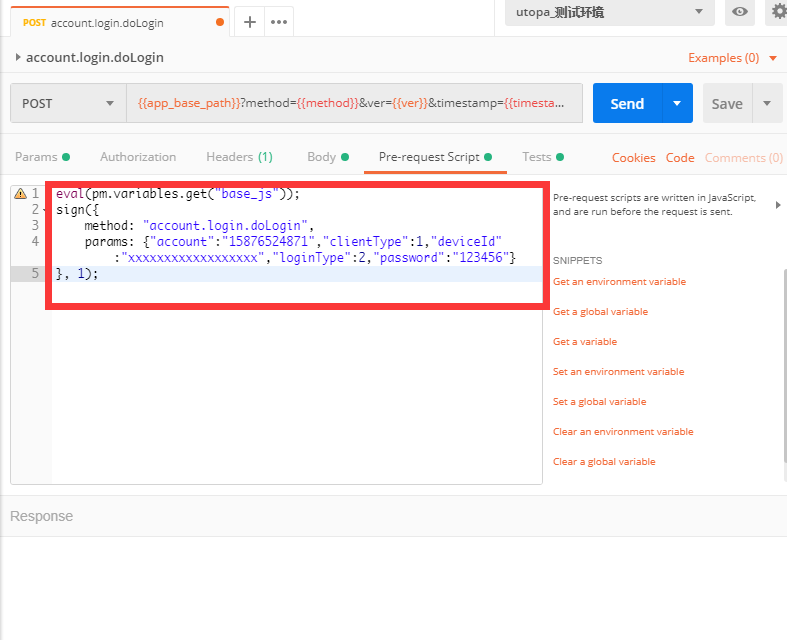 POST account.login.doLogin
utopa_测试环境
account.login.doLogin
Examples (0)
POST
{{app_base_path}}?method={{method}}&ver={{ver}}&timestamp={{timesta...
Send
Save
Params
Authorization
Headers (1)
Body
Pre-request Script
Tests
Cookies
Code
Comments (0)
1 eval(pm.variables.get("base_js"));
2 sign({
3 method: "account.login.doLogin",
4 params: {"account":"15876524871","clientType":1,"deviceId"
:"xxxxxxxxxxxxxxxxxx","loginType":2,"password":"123456"}
5 }, 1);
Pre-request scripts are written in JavaScript,
and are run before the request is sent.
SNIPPETS
Get an environment variable
Get a global variable
Get a variable
Set an environment variable
Set a global variable
Clear an environment variable
Clear a global variable
Response